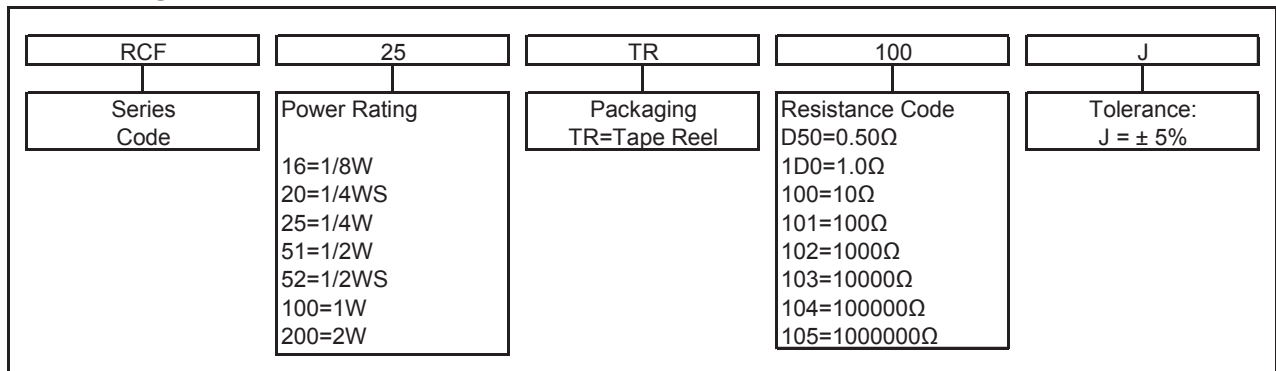 RCF
25
TR
100
J
Series
Code
Power Rating
16=1/8W
20=1/4WS
25=1/4W
51=1/2W
52=1/2WS
100=1W
200=2W
Packaging
TR=Tape Reel
Resistance Code
D50=0.50Ω
1D0=1.0Ω
100=10Ω
101=100Ω
102=1000Ω
103=10000Ω
104=100000Ω
105=1000000Ω
Tolerance:
J = ± 5%